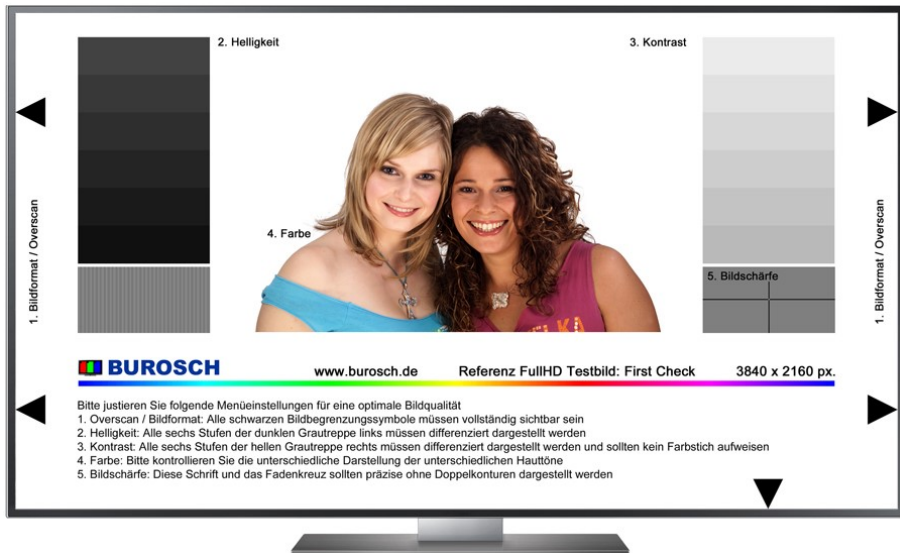 2. Helligkeit
3. Kontrast
1. Bildformat / Overscan
4. Farbe
1. Bildformat / Overscan
5. Bildschärfe
BUROSCH
www.burosch.de
Referenz FullHD Testbild: First Check
3840 x 2160 px.
Bitte justieren Sie folgende Menüeinstellungen für eine optimale Bildqualität
1. Overscan / Bildformat: Alle schwarzen Bildbegrenzungssymbole müssen vollständig sichtbar sein
2. Helligkeit: Alle sechs Stufen der dunklen Grautreppe links müssen differenziert dargestellt werden
3. Kontrast: Alle sechs Stufen der hellen Grautreppe rechts müssen differenziert dargestellt werden und sollten kein Farbstich aufweisen
4. Farbe: Bitte kontrollieren Sie die unterschiedliche Darstellung der unterschiedlichen Hauttöne
5. Bildschärfe: Diese Schrift und das Fadenkreuz sollten präzise ohne Doppelkonturen dargestellt werden